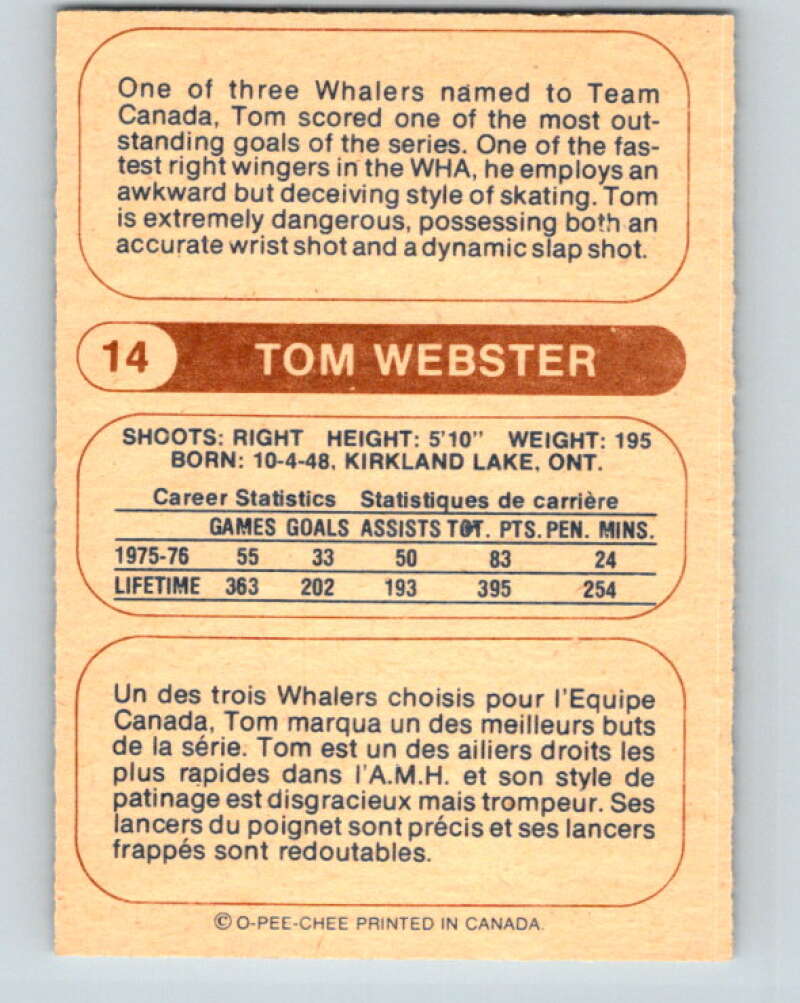 One of three Whalers named to Team
Canada, Tom scored one of the most out-
standing goals of the series. One of the fas-
test right wingers in the WHA, he employs an
awkward but deceiving style of skating. Tom
is extremely dangerous, possessing both an
accurate wrist shot and a dynamic slap shot.
14 TOM WEBSTER
SHOOTS: RIGHT HEIGHT: 5'10" WEIGHT: 195
BORN: 10-4-48, KIRKLAND LAKE, ONT.
Career Statistics Statistiques de carrière
GAMES GOALS ASSISTS TOT. PTS. PEN. MINS.
1975-76 55 33 50 83 24
LIFETIME 363 202 193 395 254
Un des trois Whalers choisis pour l'Equipe
Canada, Tom marqua un des meilleurs buts
de la série. Tom est un des ailiers droits les
plus rapides dans l'A.M.H. et son style de
patinage est disgracieux mais trompeur. Ses
lancers du poignet sont précis et ses lancers
frappés sont redoutables.
© O-PEE-CHEE PRINTED IN CANADA.